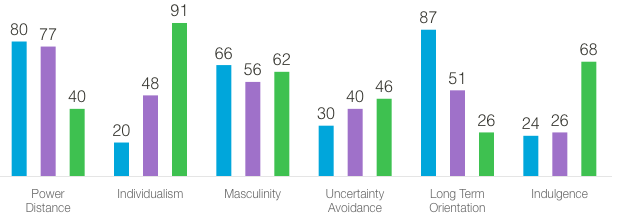 80 77 40
20 48 91
66 56 62
30 40 46
87 51 26
24 26 68
Power
Distance
Individualism
Masculinity
Uncertainty
Avoidance
Long Term
Orientation
Indulgence